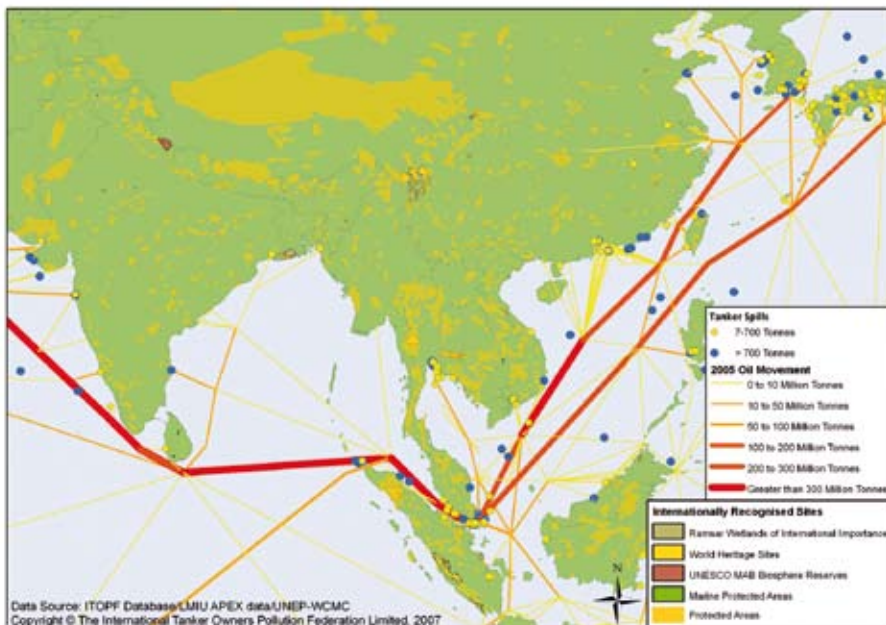 Tanker Spills
7-700 Tonnes
> 700 Tonnes
2005 Oil Movement
0 to 10 Million Tonnes
10 to 50 Million Tonnes
50 to 100 Million Tonnes
100 to 200 Million Tonnes
200 to 300 Million Tonnes
Greater than 300 Million Tonnes
Internationally Recognised Sites
Ramsar Wetlands of International Importance
World Heritage Sites
UNESCO MAB Biosphere Reserves
Marine Protected Areas
Protected Areas
N
Data Source: ITOPF Database/LMIU APEX data/UNEP-WCMC
Copyright © The International Tanker Owners Pollution Federation Limited, 2007